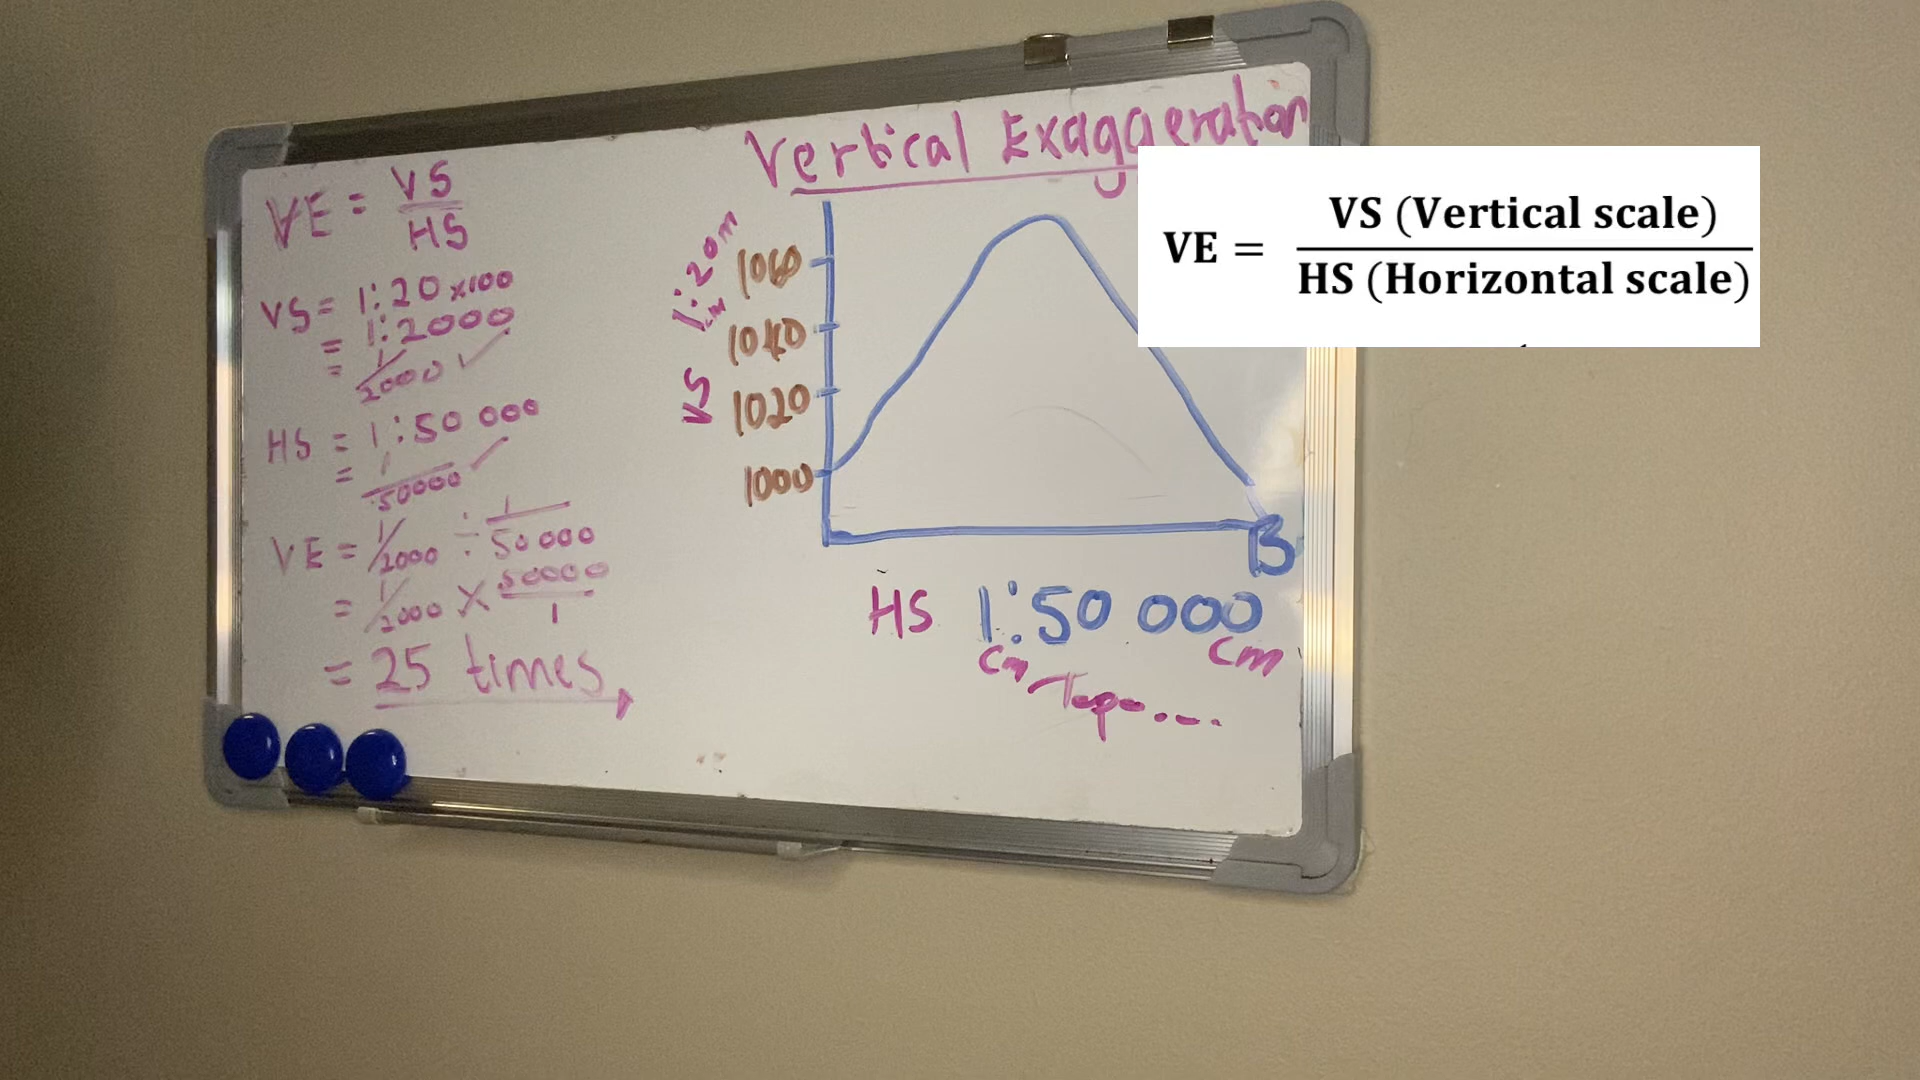 Vertical Exaggeration
VE = VS
HS
VS = 1:20 x100
= 1:2000
= 1/2000 ✓
HS = 1:50 000
= 1
50000 ✓
VE = 1/2000 ÷ 1
50 000
= 1/2000 × 50000
1
= 25 times
VS 1:20m
cm
1060
1040
1020
1000
B
HS 1:50 000
cm cm
Topo....
VE = VS (Vertical scale)
HS (Horizontal scale)